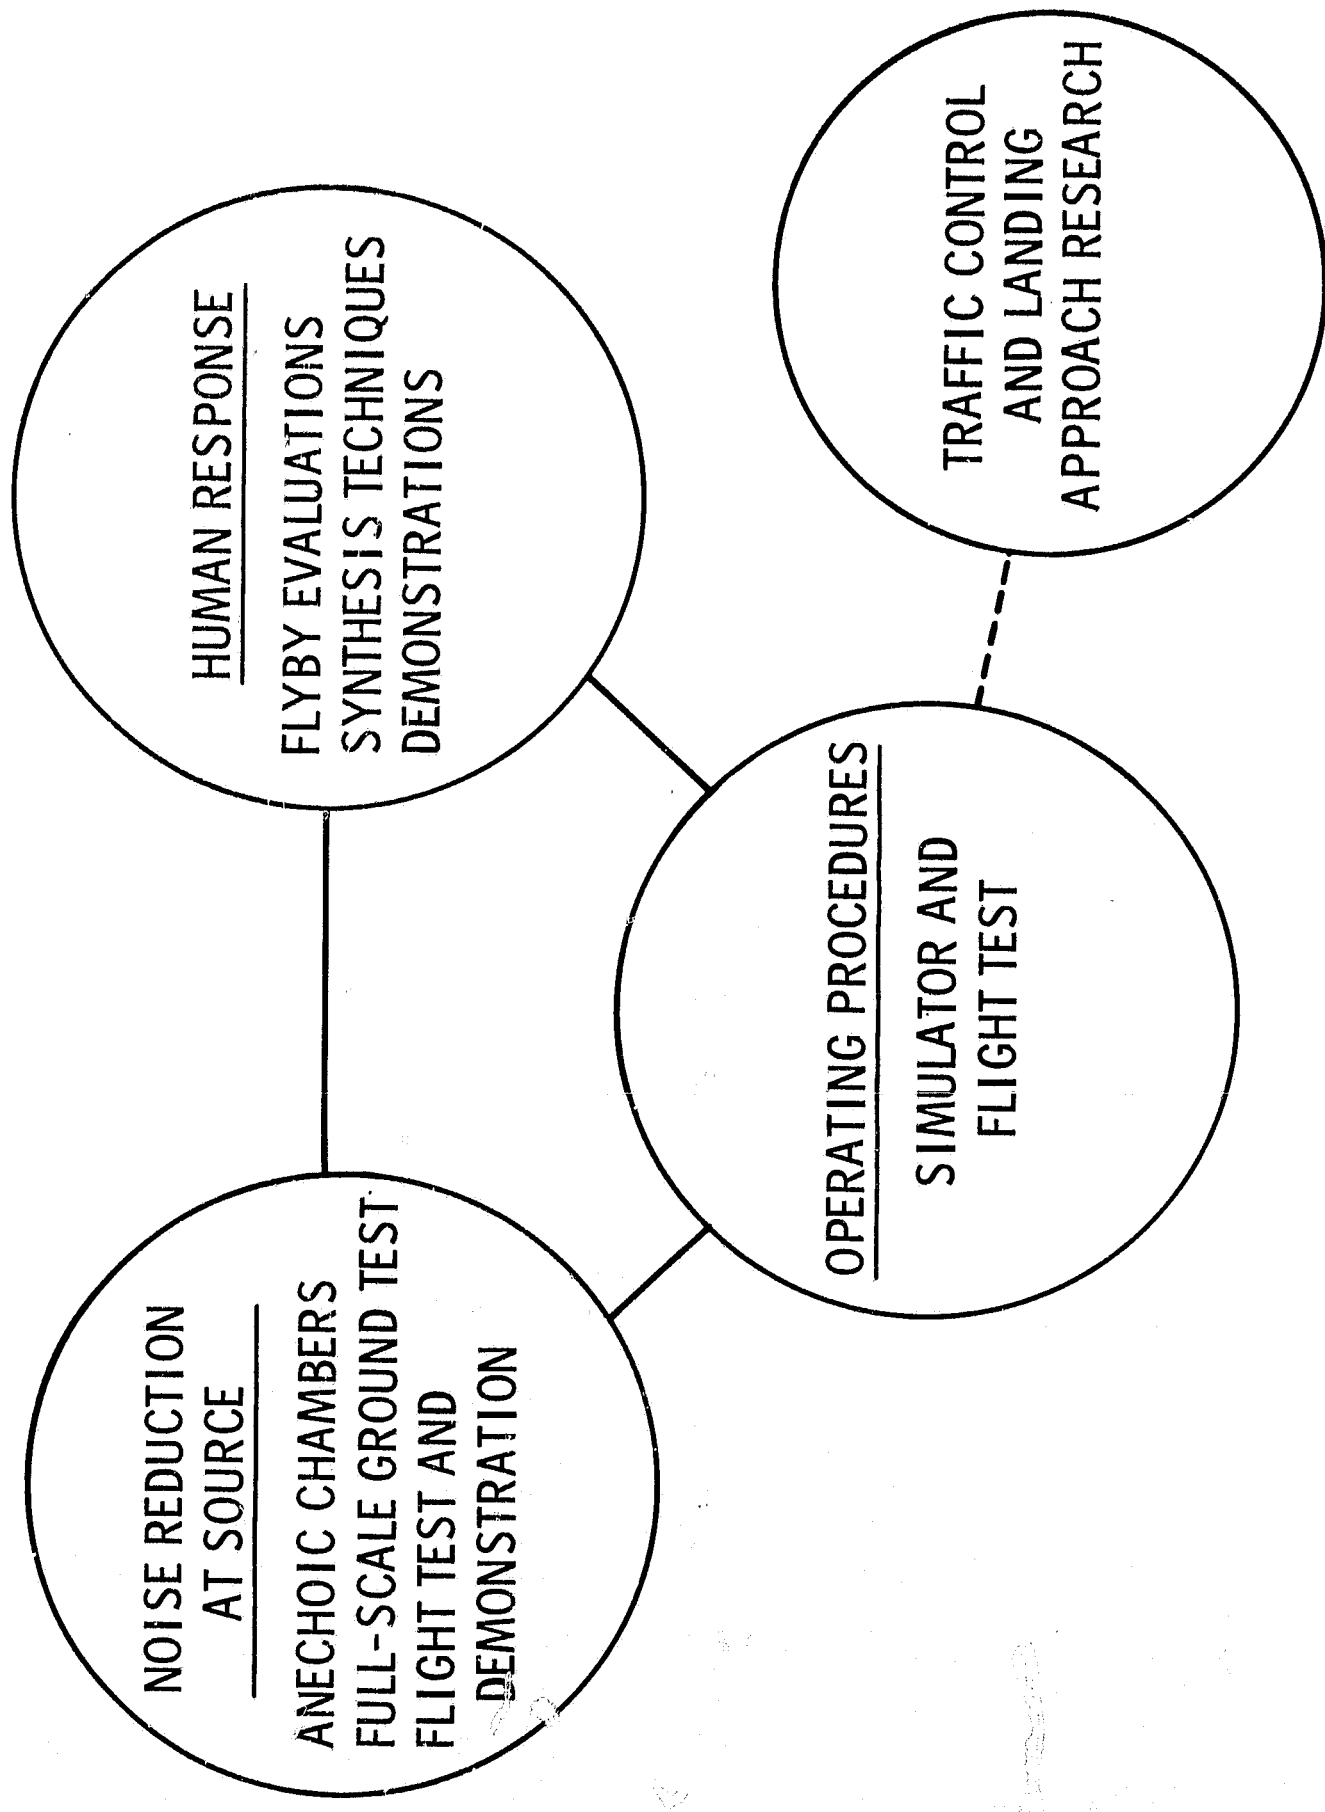 NOISE REDUCTION
AT SOURCE
ANECHOIC CHAMBERS
FULL-SCALE GROUND TEST
FLIGHT TEST AND
DEMONSTRATION
HUMAN RESPONSE
FLYBY EVALUATIONS
SYNTHESIS TECHNIQUES
DEMONSTRATIONS
OPERATING PROCEDURES
SIMULATOR AND
FLIGHT TEST
TRAFFIC CONTROL
AND LANDING
APPROACH RESEARCH